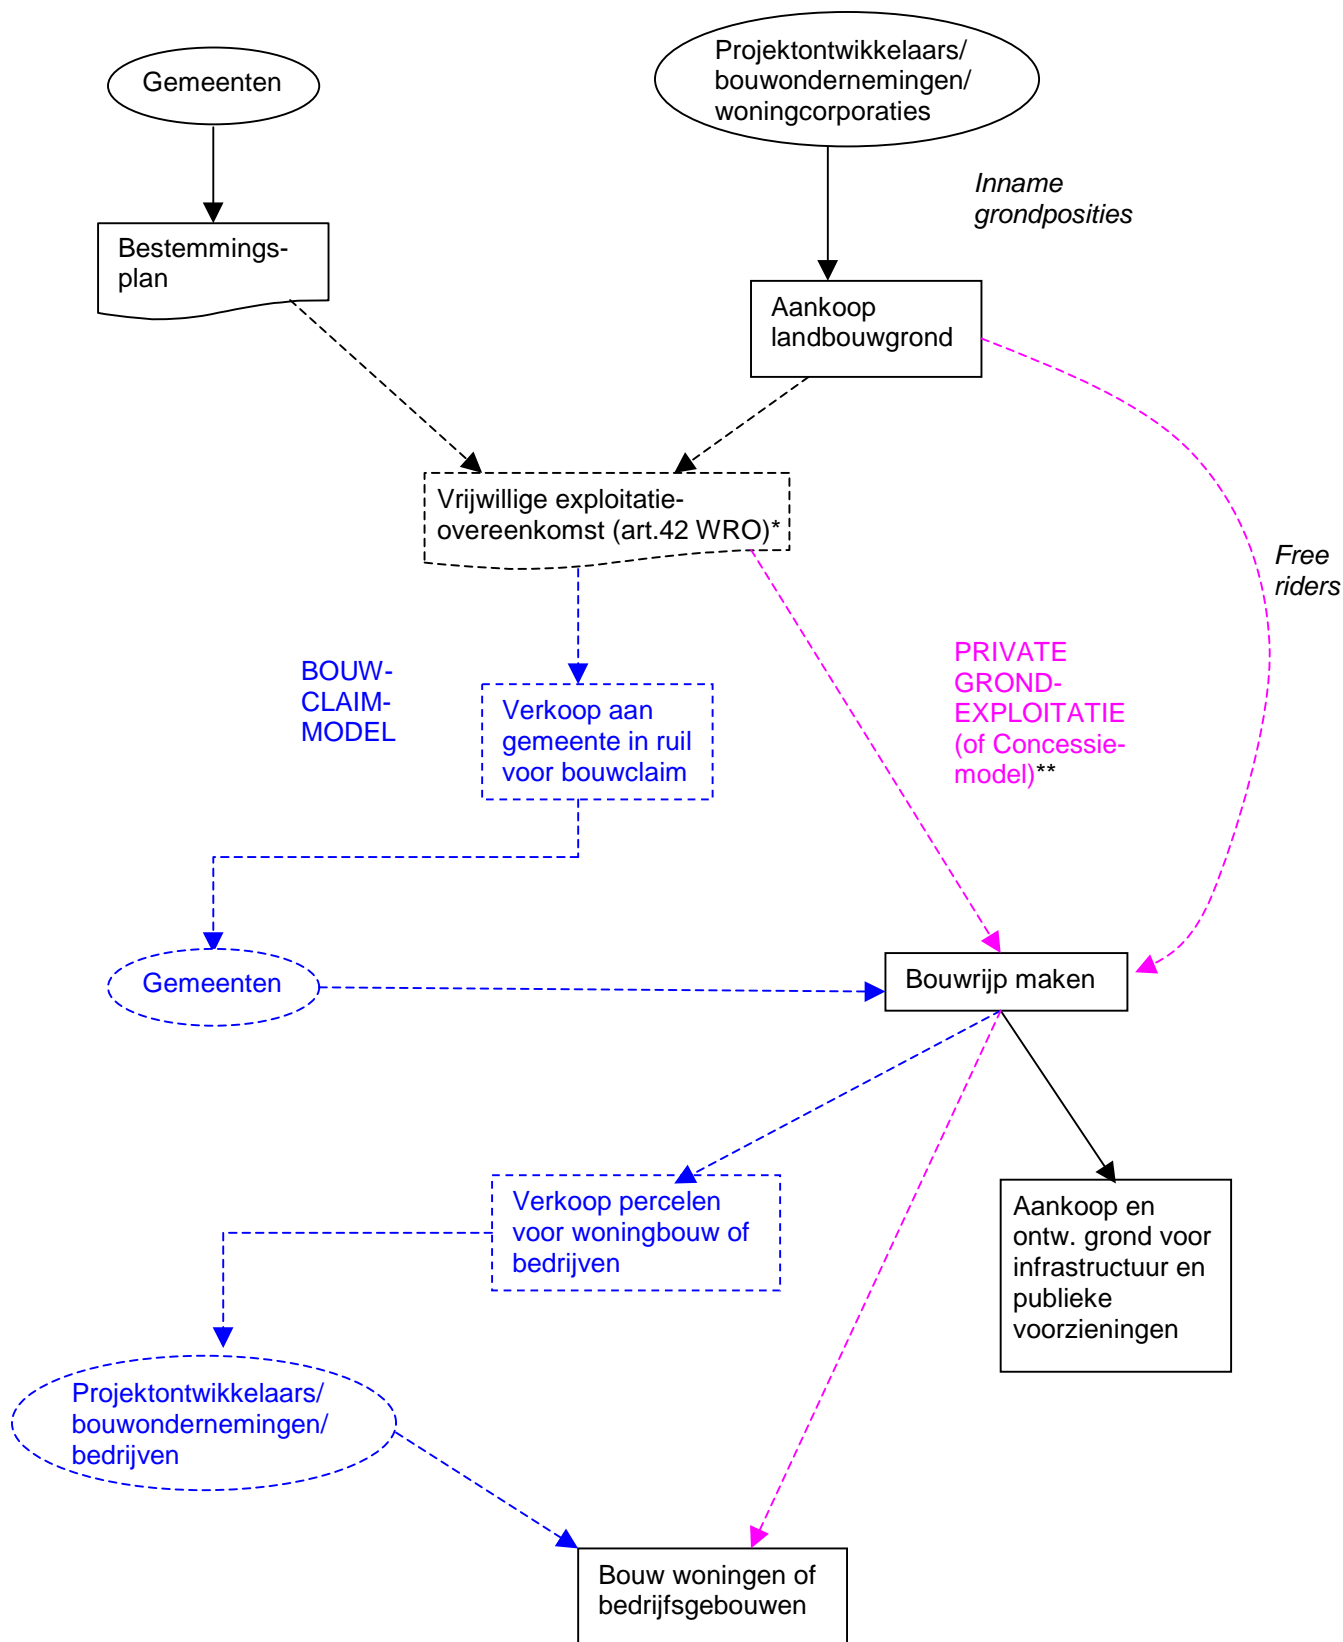 Gemeenten
Projektontwikkelaars/
bouwondernemingen/
woningcorporaties
Inname
grondposities
Bestemmings-
plan
Aankoop
landbouwgrond
Vrijwillige exploitatie-
overeenkomst (art.42 WRO)*
Free
riders
BOUW-
CLAIM-
MODEL
Verkoop aan
gemeente in ruil
voor bouwclaim
PRIVATE
GROND-
EXPLOITATIE
(of Concessie-
model)**
Gemeenten
Bouwrijp maken
Verkoop percelen
voor woningbouw of
bedrijven
Aankoop en
ontw. grond voor
infrastructuur en
publieke
voorzieningen
Projektontwikkelaars/
bouwondernemingen/
bedrijven
Bouw woningen of
bedrijfsgebouwen